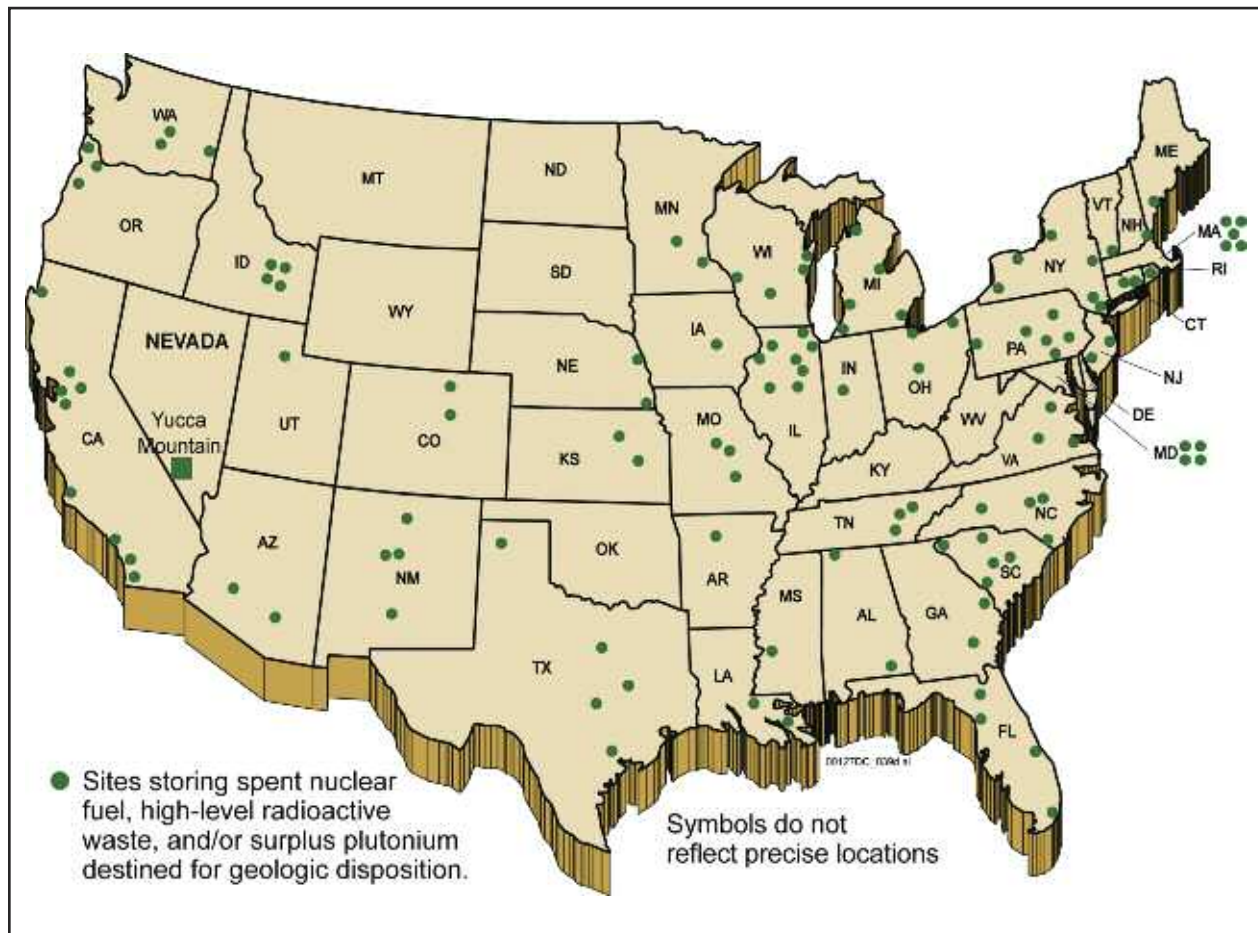 WA
MT
ND
MN
ME
VT
NH
MA
OR
ID
SD
WI
MI
NY
RI
WY
IA
CT
NEVADA
NE
PA
NJ
IN
OH
Yucca
Mountain
UT
CO
IL
WV
DE
CA
KS
MO
KY
VA
MD
AZ
NM
OK
TN
NC
AR
SC
MS
AL
GA
TX
LA
FL
Sites storing spent nuclear
fuel, high-level radioactive
waste, and/or surplus plutonium
destined for geologic disposition.
Symbols do not
reflect precise locations